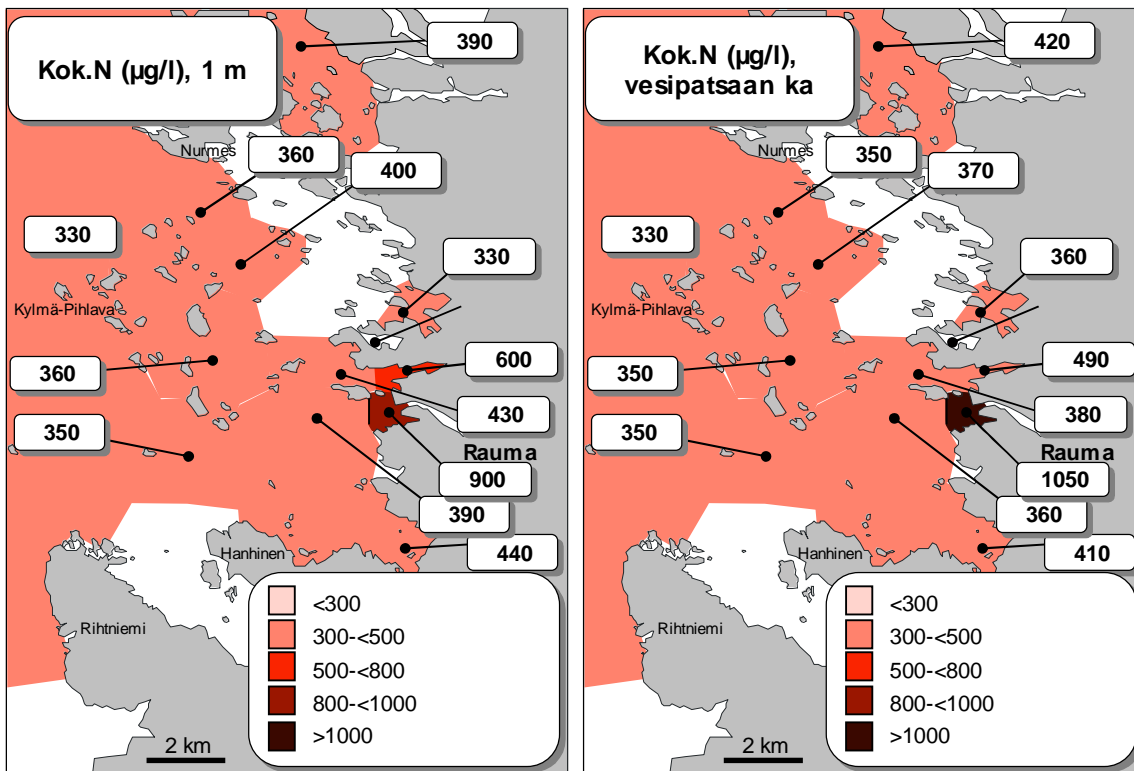 Kok.N (µg/l), 1 m
390
Nurmes
360
400
330
330
Kylmä-Pihlava
360
600
430
350
Rauma
900
390
Hanhinen
440
Rihtniemi
<300
300-<500
500-<800
800-<1000
>1000
2 km
Kok.N (µg/l),
vesipatsaan ka
420
Nurmes
350
370
330
360
Kylmä-Pihlava
350
490
380
350
Rauma
1050
360
Hanhinen
410
Rihtniemi
<300
300-<500
500-<800
800-<1000
>1000
2 km